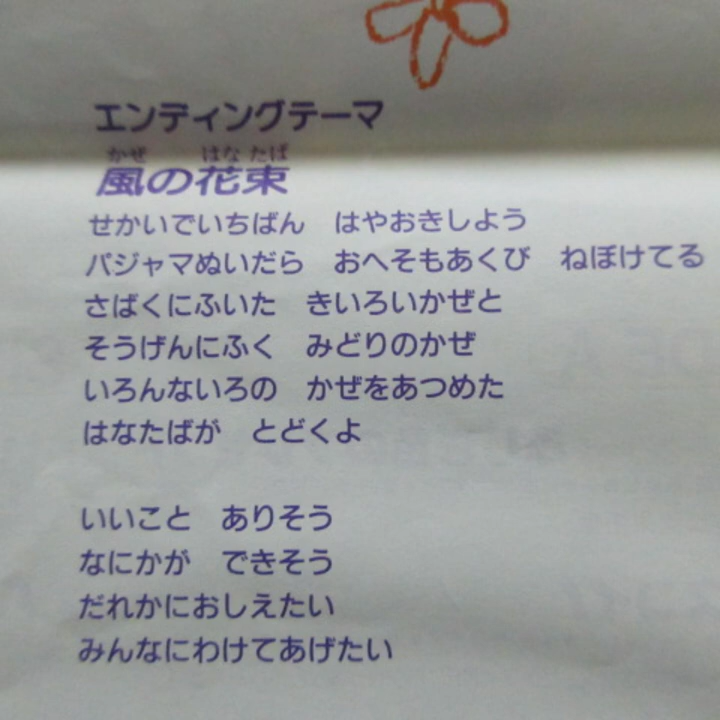 エンディングテーマ
かぜ はな たば
風の花束
せかいでいちばん　はやおきしよう
パジャマぬいだら　おへそもあくび　ねぼけてる
さばくにふいた　きいろいかぜと
そうげんにふく　みどりのかぜ
いろんないろの　かぜをあつめた
はなたばが　とどくよ
いいこと　ありそう
なにかが　できそう
だれかにおしえたい
みんなにわけてあげたい